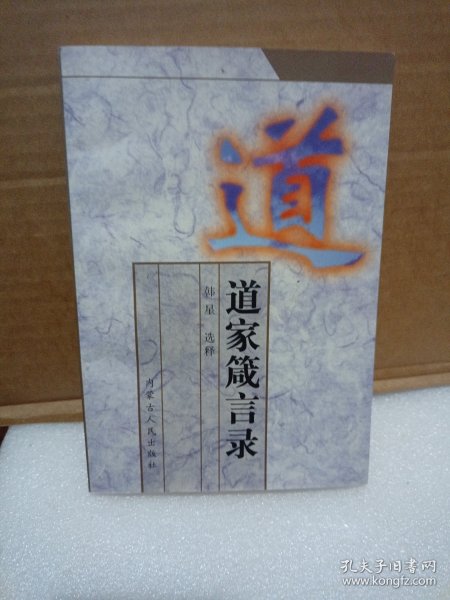 道
道家箴言录
韩星 选释
内蒙古人民出版社
孔夫子旧书网
www.kongfz.com